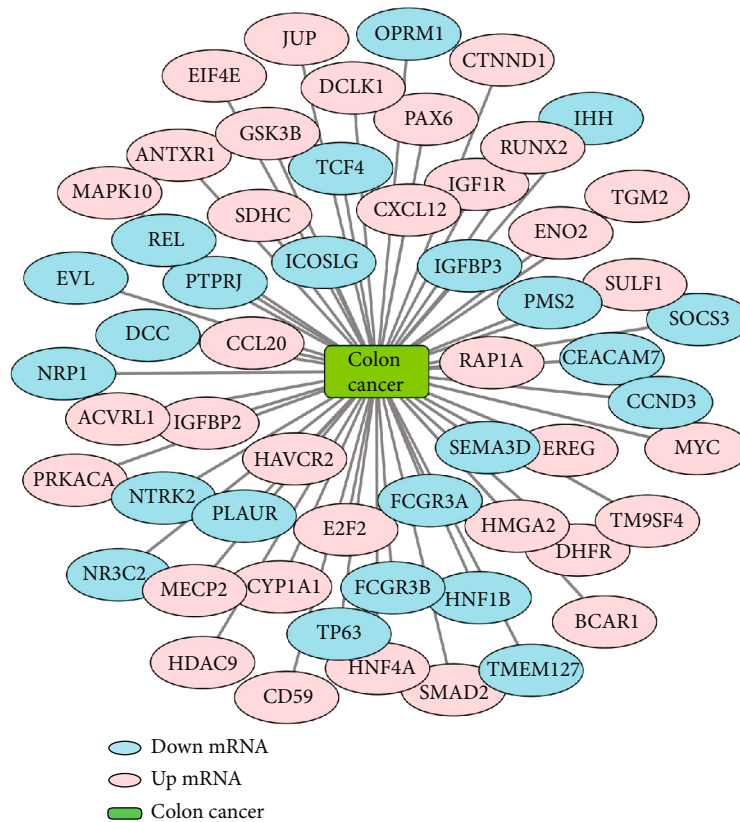 OPRM1
JUP
CTNND1
EIF4E
DCLK1
PAX6
IHH
GSK3B
RUNX2
ANTXR1
TCF4
IGF1R
MAPK10
TGM2
SDHC
CXCL12
ENO2
REL
ICOSLG
IGFBP3
EVL
PTPRJ
SULF1
PMS2
SOCS3
DCC
CCL20
Colon
cancer
RAP1A
CEACAM7
NRP1
CCND3
ACVRL1
IGFBP2
MYC
SEMA3D
EREG
HAVCR2
PRKACA
NTRK2
FCGR3A
PLAUR
TM9SF4
E2F2
HMGA2
DHFR
NR3C2
MECP2
CYP1A1
FCGR3B
HNF1B
BCAR1
TP63
HDAC9
HNF4A
TMEM127
CD59
SMAD2
Down mRNA
Up mRNA
Colon cancer